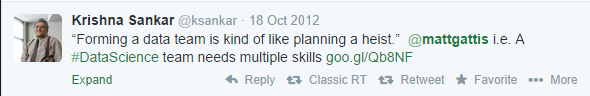 Krishna Sankar @ksankar · 18 Oct 2012
“Forming a data team is kind of like planning a heist.” @mattgattis i.e. A
#DataScience team needs multiple skills goo.gl/Qb8NF
Expand Reply Classic RT Retweet Favorite More